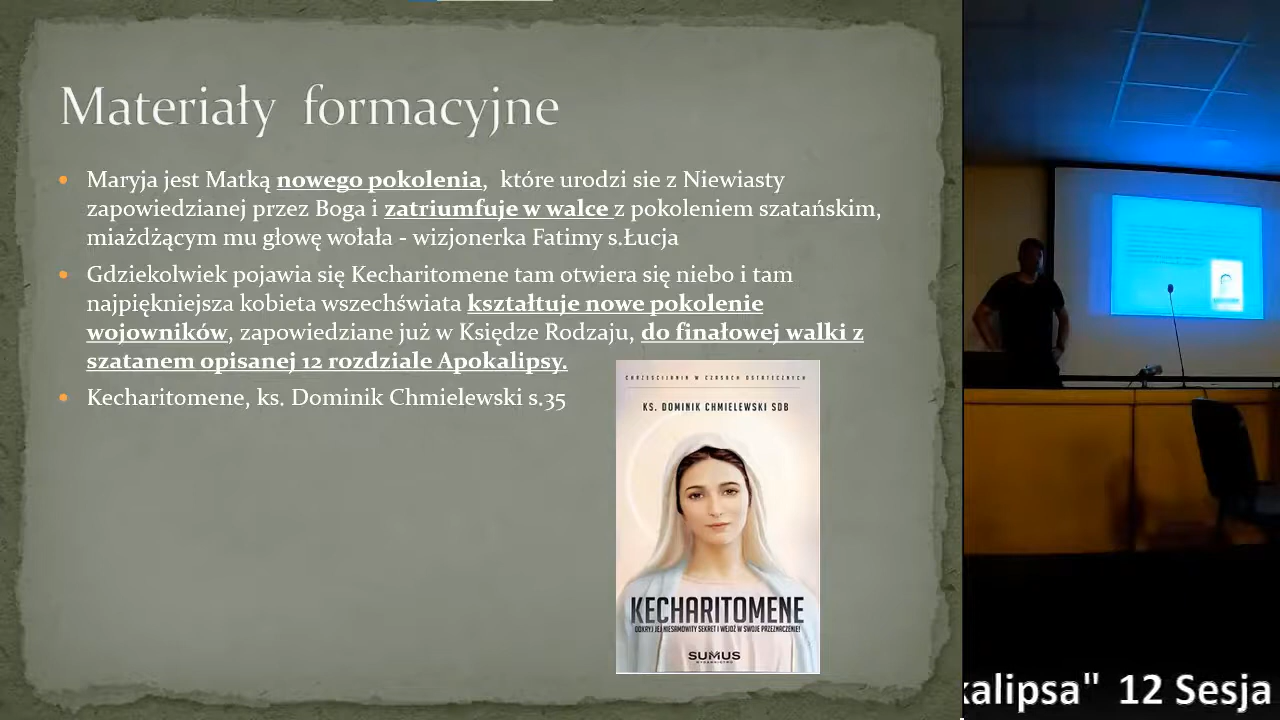 Materiały formacyjne
Maryja jest Matką nowego pokolenia, które urodzi sie z Niewiasty
zapowiedzianej przez Boga i zatriumfuje w walce z pokoleniem szatańskim,
miażdżącym mu głowę wołała - wizjonerka Fatimy s.Łucja
Gdziekolwiek pojawia się Kecharitomene tam otwiera się niebo i tam
najpiękniejsza kobieta wszechświata kształtuje nowe pokolenie
wojowników, zapowiedziane już w Księdze Rodzaju, do finałowej walki z
szatanem opisanej 12 rozdziale Apokalipsy.
Kecharitomene, ks. Dominik Chmielewski s.35
CHRZEŚCIJANIN W CZASACH OSTATECZNYCH
KS. DOMINIK CHMIELEWSKI SDB
KECHARITOMENE
ODKRYJ JEJ NIESAMOWITY SEKRET I WEJDŹ W SWOJE PRZEZNACZENIE!
SUMUS
WYDAWNICTWO
kalipsa" 12 Sesja